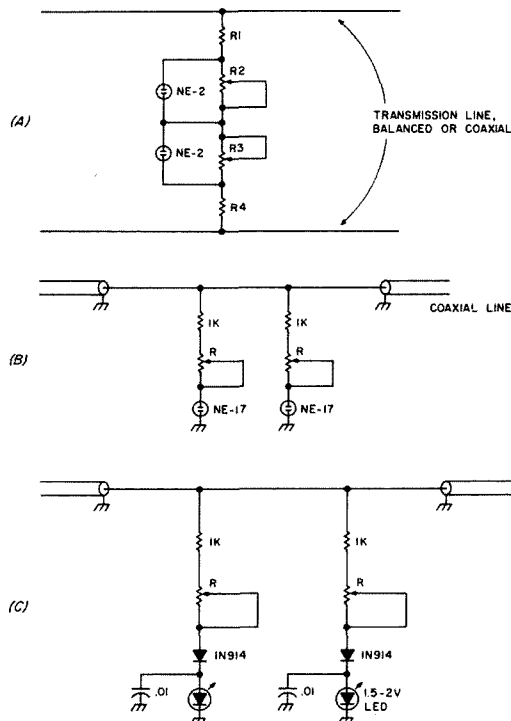 R1
R2
NE-2
(A)
TRANSMISSION LINE,
BALANCED OR COAXIAL
NE-2
R3
R4
COAXIAL LINE
1K
1K
(B)
R
R
NE-17
NE-17
1K
1K
(C)
R
R
1N914
1N914
.01
.01
1.5-2V
LED